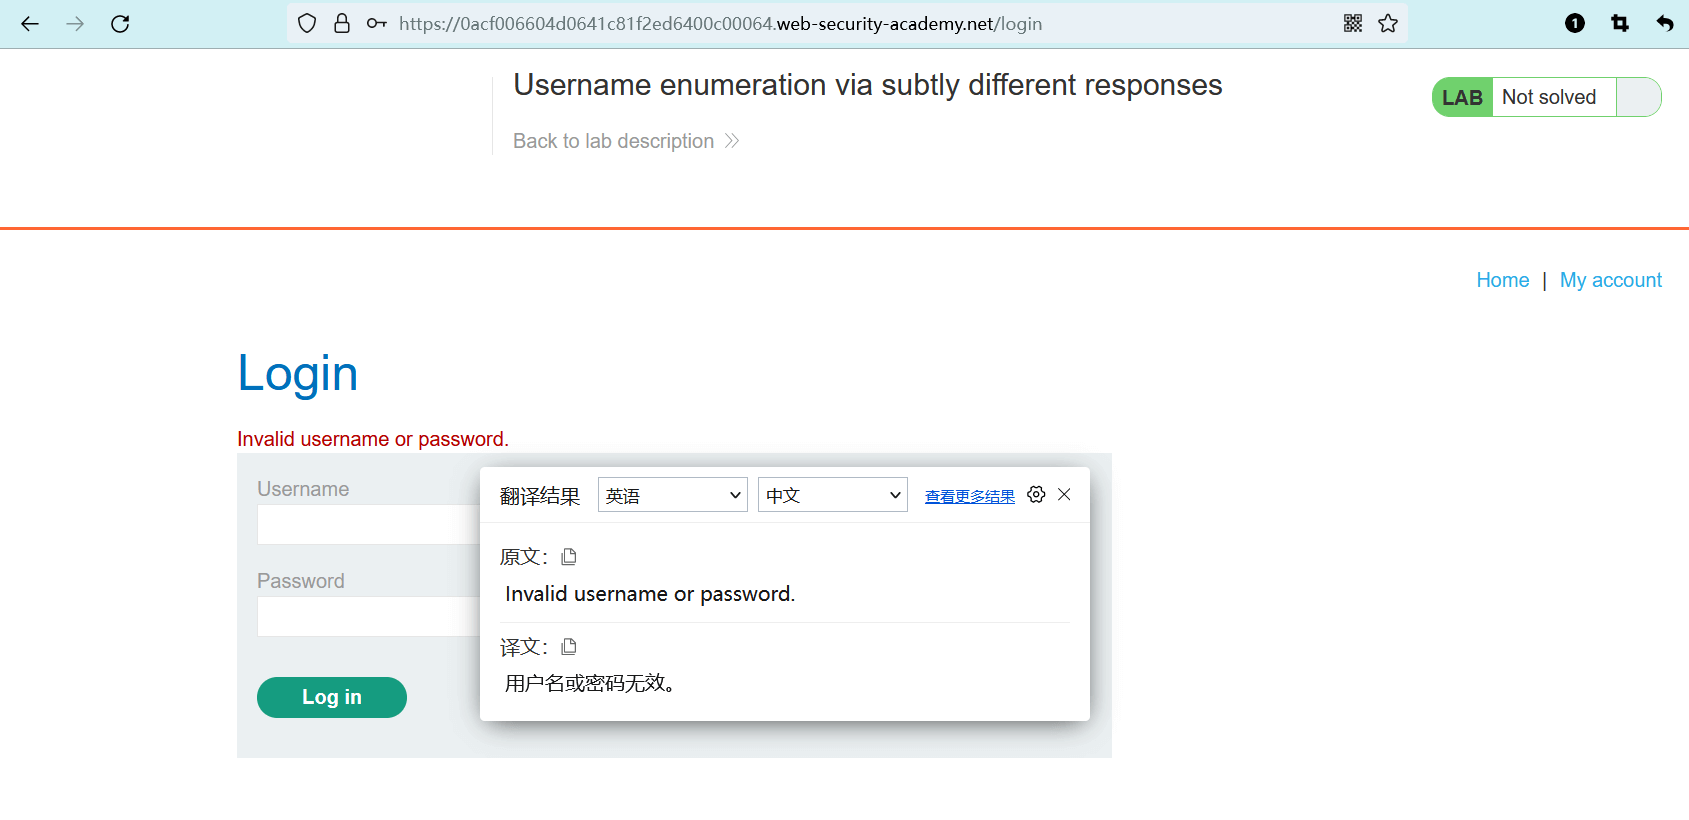 https://0acf006604d0641c81f2ed6400c00064.web-security-academy.net/login
1
Username enumeration via subtly different responses
LAB Not solved
Back to lab description
Home | My account
Login
Invalid username or password.
Username
翻译结果 英语 中文 查看更多结果
原文：
Invalid username or password.
Password
译文：
用户名或密码无效。
Log in